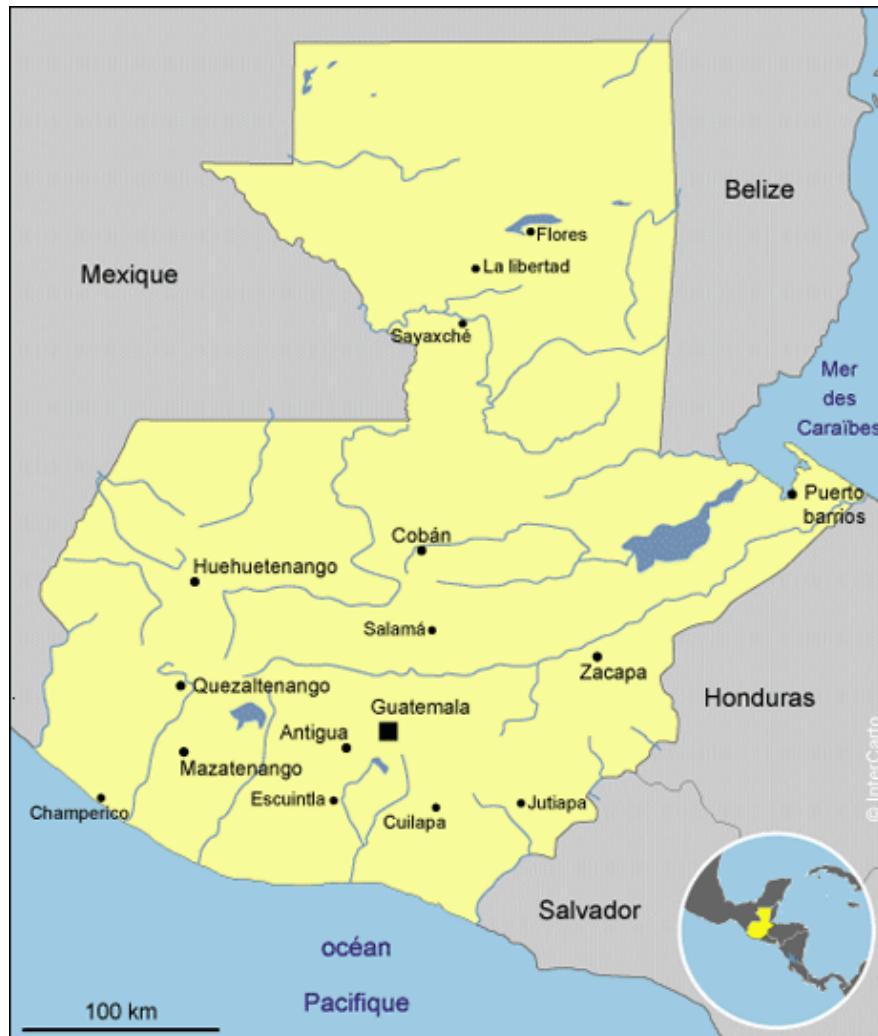 Belize
Flores
La libertad
Mexique
Sayaxché
Mer
des
Caraïbes
Puerto
barrios
Cobán
Huehuetenango
Salamá
Zacapa
Quezaltenango
Honduras
Guatemala
Antigua
Mazatenango
Escuintla
Jutiapa
Champerico
Cuilapa
© InterCarto
Salvador
océan
Pacifique
100 km